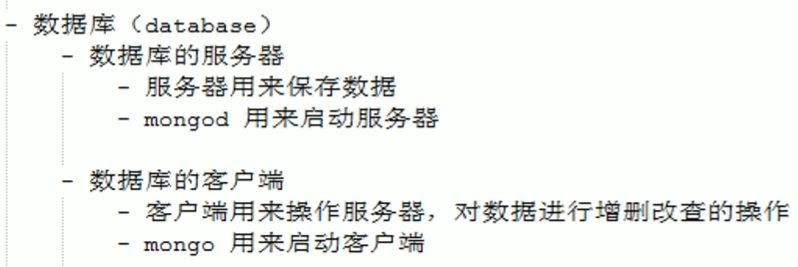 - 数据库（database）
- 数据库的服务器
- 服务器用来保存数据
- mongod 用来启动服务器
- 数据库的客户端
- 客户端用来操作服务器，对数据进行增删改查的操作
- mongo 用来启动客户端